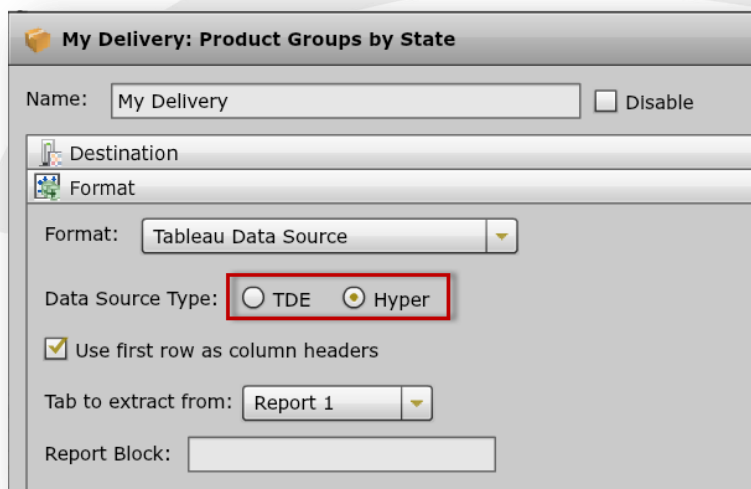 My Delivery: Product Groups by State
Name: My Delivery Disable
Destination
Format
Format: Tableau Data Source
Data Source Type: TDE Hyper
Use first row as column headers
Tab to extract from: Report 1
Report Block: